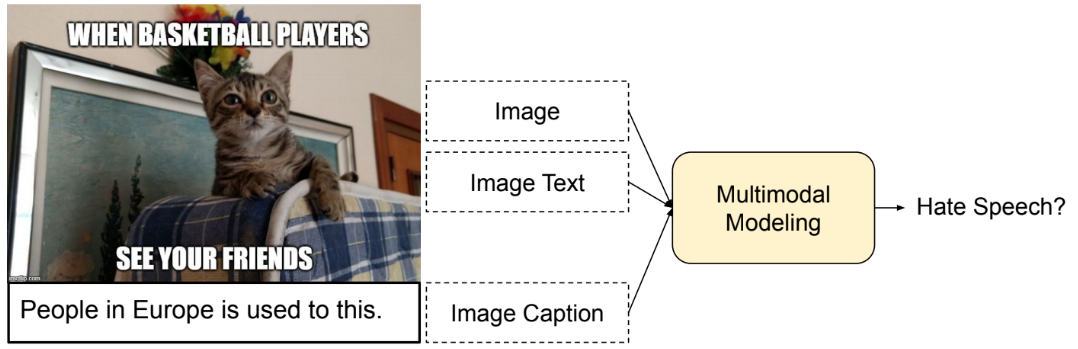 WHEN BASKETBALL PLAYERS
SEE YOUR FRIENDS
imgflip.com
People in Europe is used to this.
Image
Image Text
Image Caption
Multimodal
Modeling
Hate Speech?